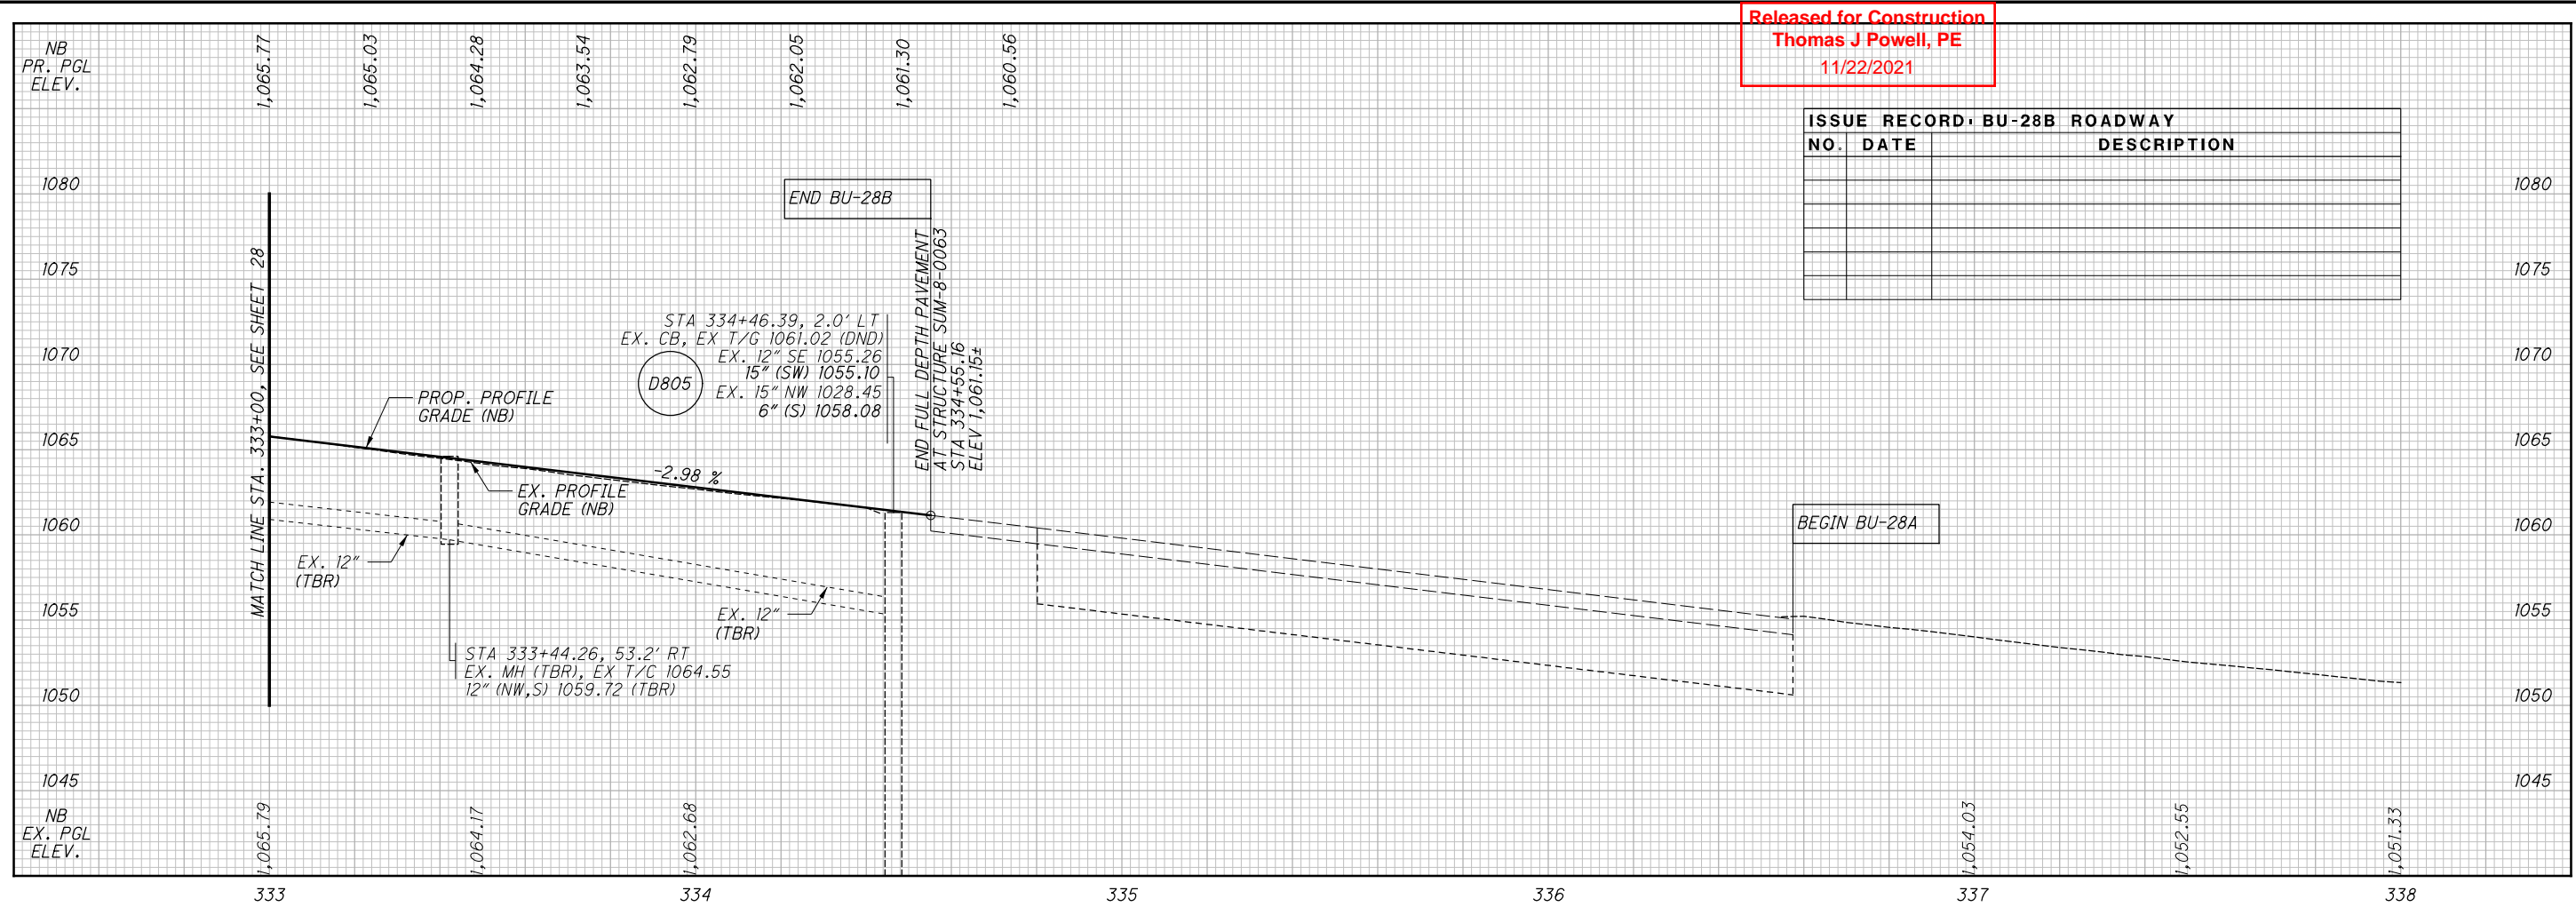 Released for Construction
Thomas J Powell, PE
11/22/2021
NB
PR. PGL
ELEV.
1,065.77
1,065.03
1,064.28
1,063.54
1,062.79
1,062.05
1,061.30
1,060.56
ISSUE RECORD: BU-28B ROADWAY
NO. DATE DESCRIPTION
1080
1075
1070
1065
1060
1055
1050
1045
MATCH LINE STA. 333+00, SEE SHEET 28
END BU-28B
END FULL DEPTH PAVEMENT
AT STRUCTURE SUM-8-0063
STA 334+55.16
ELEV 1,061.15±
STA 334+46.39, 2.0' LT
EX. CB, EX T/G 1061.02 (DND)
EX. 12" SE 1055.26
15" (SW) 1055.10
EX. 15" NW 1028.45
6" (S) 1058.08
D805
PROP. PROFILE
GRADE (NB)
-2.98 %
EX. PROFILE
GRADE (NB)
EX. 12"
(TBR)
EX. 12"
(TBR)
STA 333+44.26, 53.2' RT
EX. MH (TBR), EX T/C 1064.55
12" (NW,S) 1059.72 (TBR)
BEGIN BU-28A
1080
1075
1070
1065
1060
1055
1050
1045
NB
EX. PGL
ELEV.
1,065.79
1,064.17
1,062.68
1,054.03
1,052.55
1,051.33
333
334
335
336
337
338